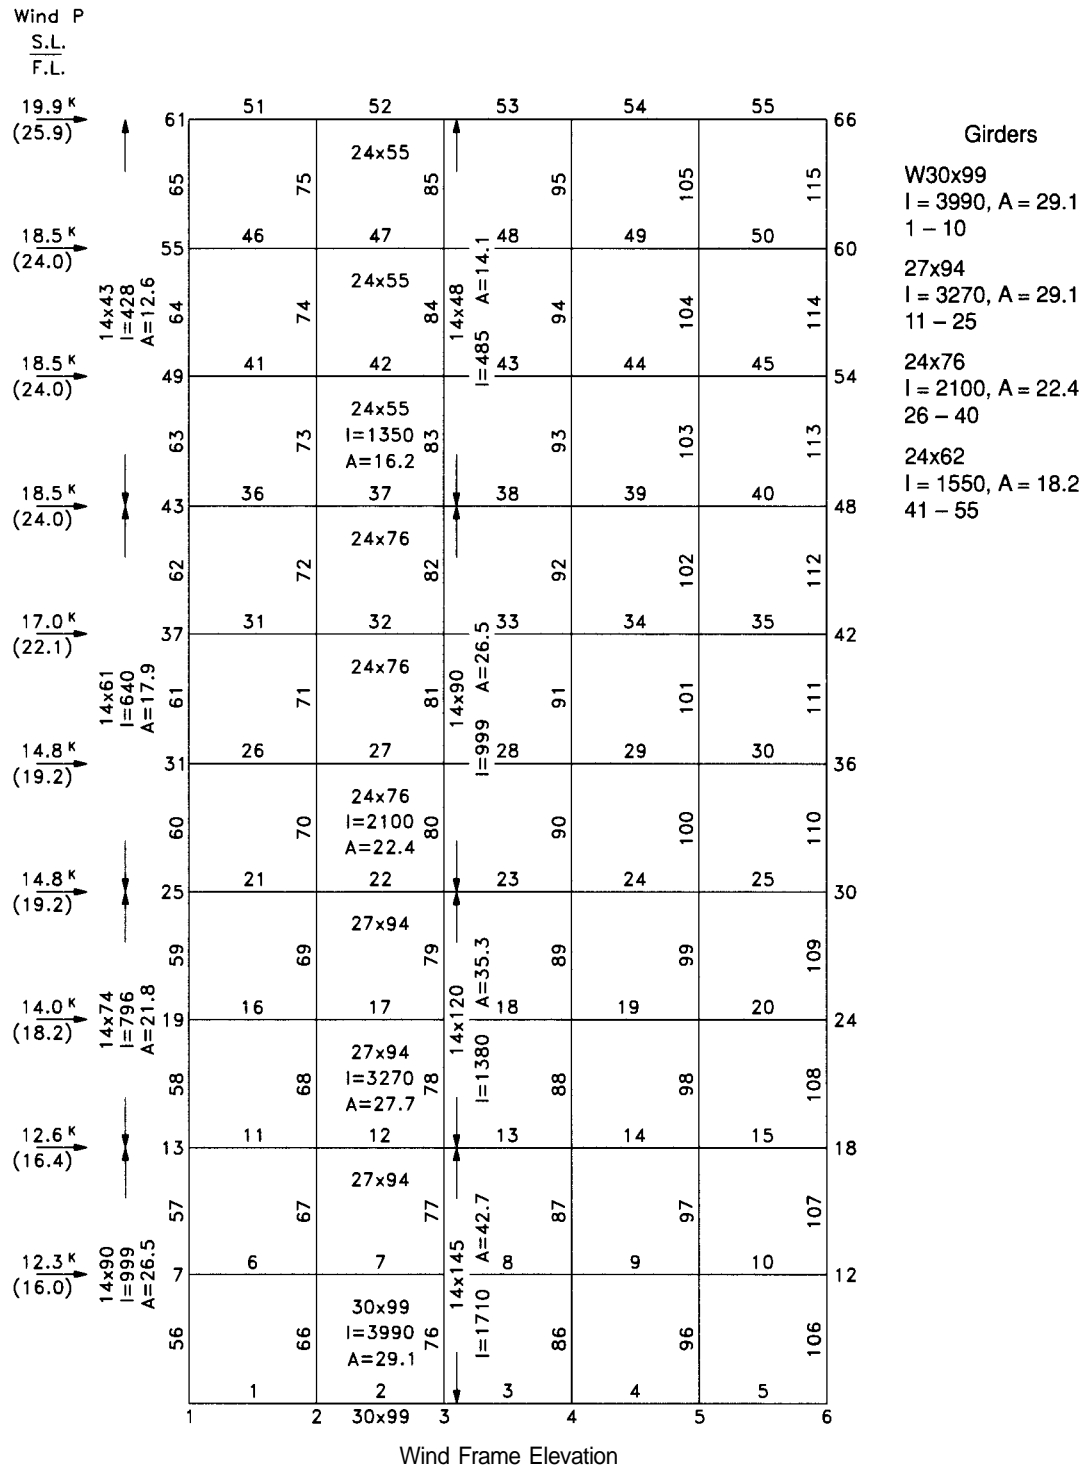 Wind P
S.L.
F.L.
19.9 K
(25.9)
61
51 52 53 54 55
66
24x55
65 75 85 95 105 115
18.5 K
(24.0)
55
46 47 48 49 50
60
24x55
14x43
I=428
A=12.6
64 74 84 94 104 114
14x48
I=485 A=14.1
18.5 K
(24.0)
49
41 42 43 44 45
54
24x55
I=1350
A=16.2
63 73 83 93 103 113
18.5 K
(24.0)
43
36 37 38 39 40
48
24x76
62 72 82 92 102 112
17.0 K
(22.1)
37
31 32 33 34 35
42
24x76
14x61
I=640
A=17.9
61 71 81 91 101 111
14x90
I=999 A=26.5
14.8 K
(19.2)
31
26 27 28 29 30
36
24x76
I=2100
A=22.4
60 70 80 90 100 110
14.8 K
(19.2)
25
21 22 23 24 25
30
27x94
59 69 79 89 99 109
14x74
I=796
A=21.8
14x120
I=1380 A=35.3
14.0 K
(18.2)
19
16 17 18 19 20
24
27x94
I=3270
A=27.7
58 68 78 88 98 108
12.6 K
(16.4)
13
11 12 13 14 15
18
27x94
57 67 77 87 97 107
14x90
I=999
A=26.5
14x145
I=1710 A=42.7
12.3 K
(16.0)
7
6 7 8 9 10
12
30x99
I=3990
A=29.1
56 66 76 86 96 106
1 2 3 4 5
1 2 30x99 3 4 5 6
Wind Frame Elevation
Girders
W30x99
I = 3990, A = 29.1
1 – 10
27x94
I = 3270, A = 29.1
11 – 25
24x76
I = 2100, A = 22.4
26 – 40
24x62
I = 1550, A = 18.2
41 – 55